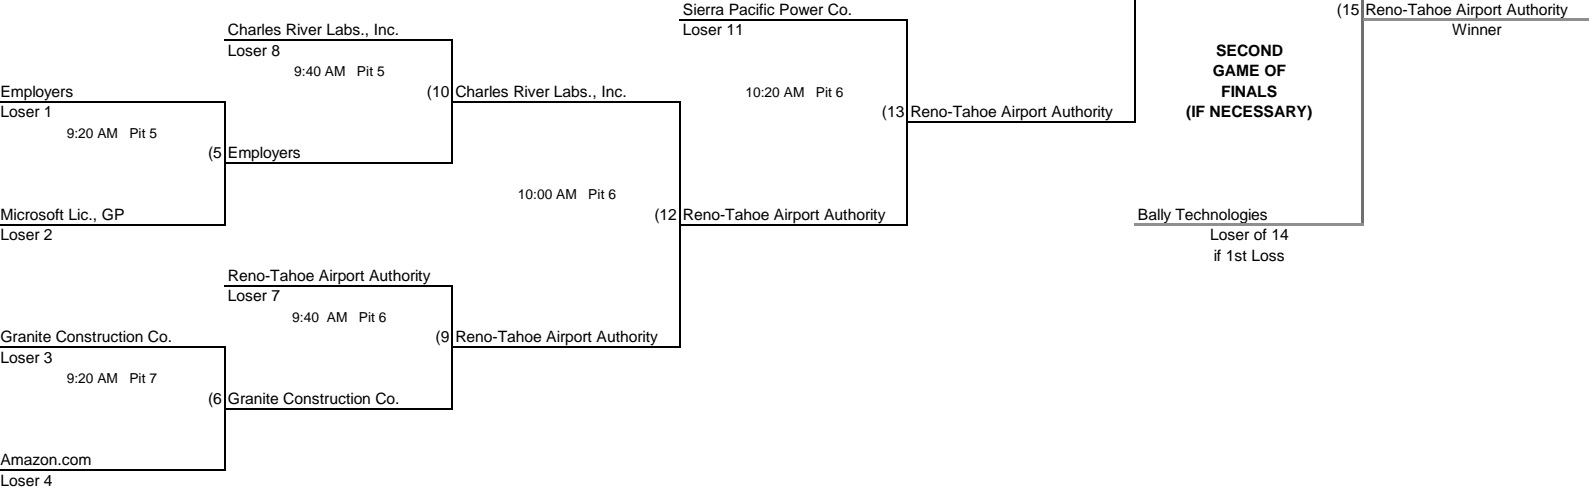 Sierra Pacific Power Co.
(15 Reno-Tahoe Airport Authority
Charles River Labs., Inc.
Loser 11
Winner
Loser 8
SECOND
9:40 AM Pit 5
GAME OF
Employers
(10 Charles River Labs., Inc.
10:20 AM Pit 6
FINALS
Loser 1
(13 Reno-Tahoe Airport Authority
(IF NECESSARY)
9:20 AM Pit 5
(5 Employers
10:00 AM Pit 6
Microsoft Lic., GP
(12 Reno-Tahoe Airport Authority
Bally Technologies
Loser 2
Loser of 14
if 1st Loss
Reno-Tahoe Airport Authority
Loser 7
9:40 AM Pit 6
Granite Construction Co.
(9 Reno-Tahoe Airport Authority
Loser 3
9:20 AM Pit 7
(6 Granite Construction Co.
Amazon.com
Loser 4